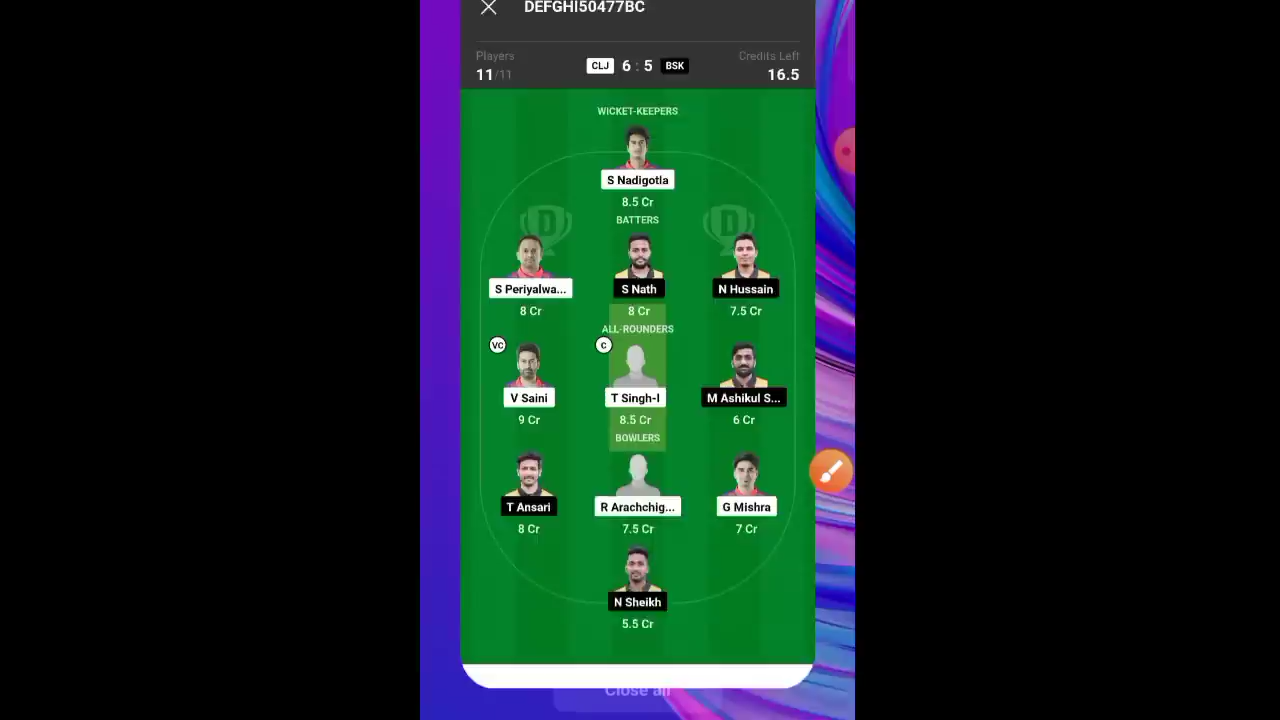 DEFGHI50477BC
Players
11/11
CLJ 6 : 5 BSK
Credits Left
16.5
WICKET-KEEPERS
S Nadigotla
8.5 Cr
BATTERS
S Periyalwa... S Nath N Hussain
8 Cr 8 Cr 7.5 Cr
ALL-ROUNDERS
VC C
V Saini T Singh-I M Ashikul S...
9 Cr 8.5 Cr 6 Cr
BOWLERS
T Ansari R Arachchig... G Mishra
8 Cr 7.5 Cr 7 Cr
N Sheikh
5.5 Cr
Close all